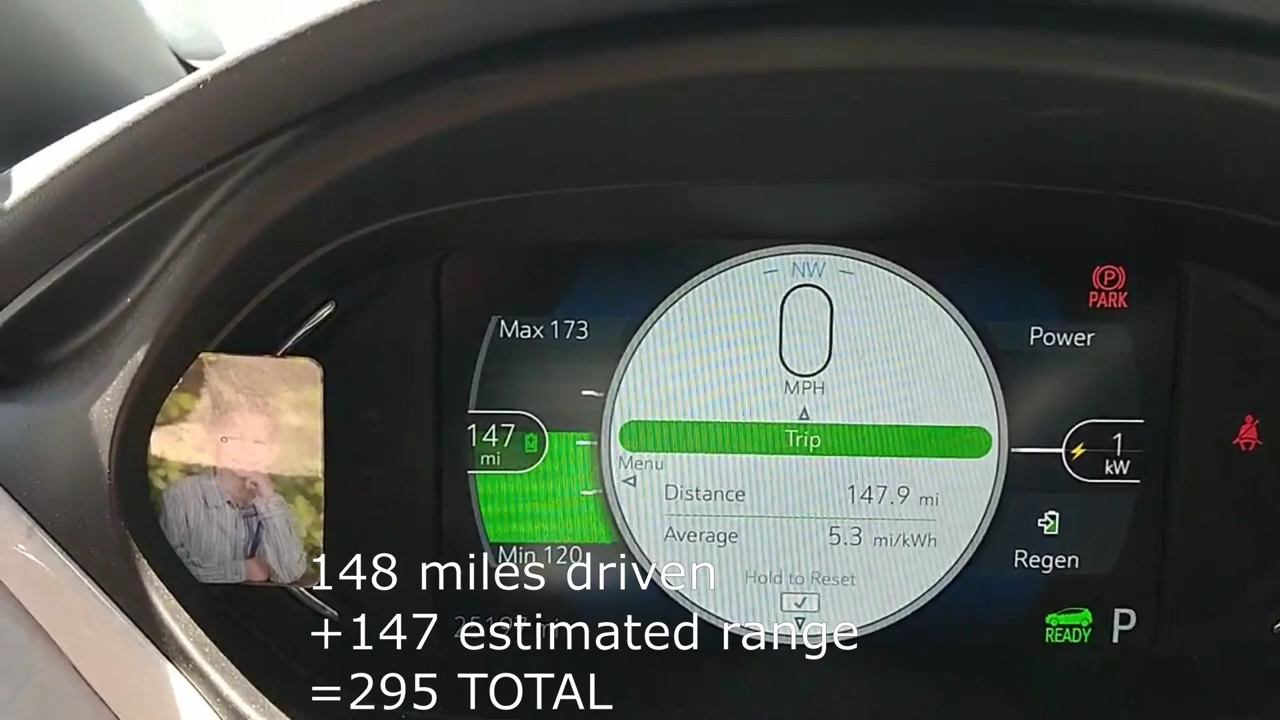 NW
0
MPH
PARK
Max 173
Power
147
mi
Trip
1
kW
Menu
Distance 147.9 mi
Average 5.3 mi/kWh
Regen
Min 120
Hold to Reset
READY P
148 miles driven
+147 estimated range
=295 TOTAL